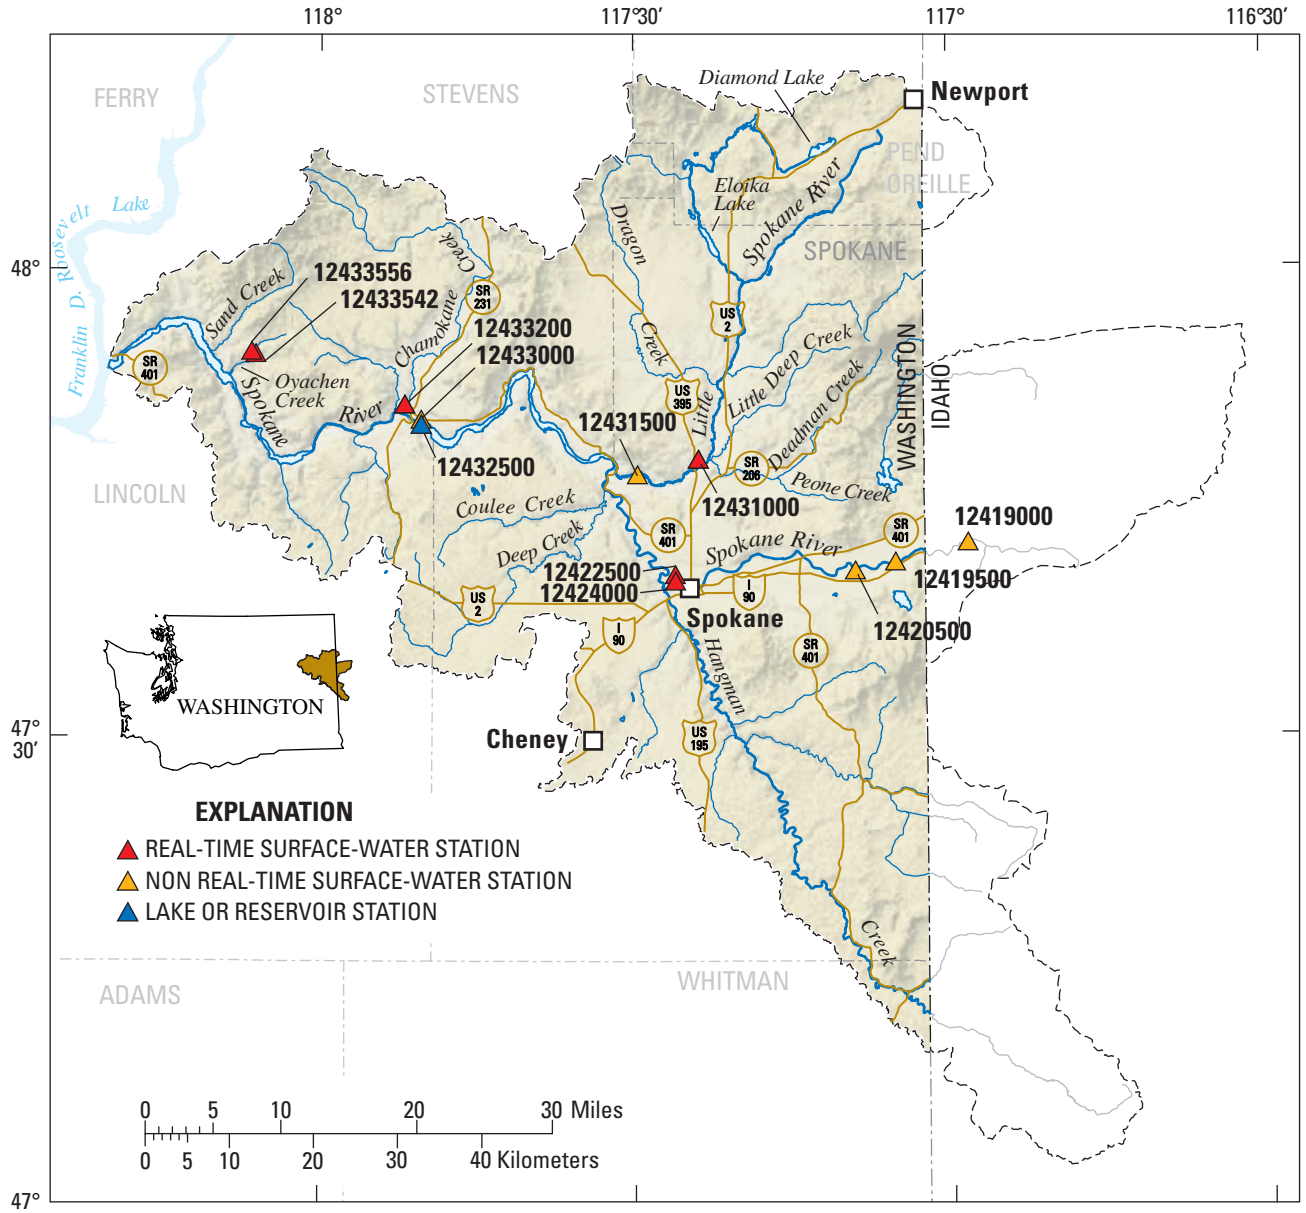 118°
117°30'
117°
116°30'
Diamond Lake
Newport
FERRY
STEVENS
PEND
OREILLE
Eloika
Lake
Spokane River
Franklin D. Roosevelt Lake
Dragon
Creek
SPOKANE
48°
12433556
12433542
Sand Creek
Chamokane
Creek
SR
231
US
2
12433200
12433000
SR
401
Oyachen
Creek
Spokane
River
US
395
Little
Little Deep Creek
Deadman Creek
WASHINGTON
IDAHO
12431500
12432500
SR
206
LINCOLN
Coulee Creek
12431000
Peone Creek
12419000
Deep Creek
SR
401
Spokane River
SR
401
12422500
12424000
I
90
12419500
US
2
Spokane
12420500
I
90
SR
401
Hangman
WASHINGTON
47°
30'
Cheney
US
195
EXPLANATION
REAL-TIME SURFACE-WATER STATION
NON REAL-TIME SURFACE-WATER STATION
LAKE OR RESERVOIR STATION
Creek
ADAMS
WHITMAN
0 5 10 20 30 Miles
0 5 10 20 30 40 Kilometers
47°